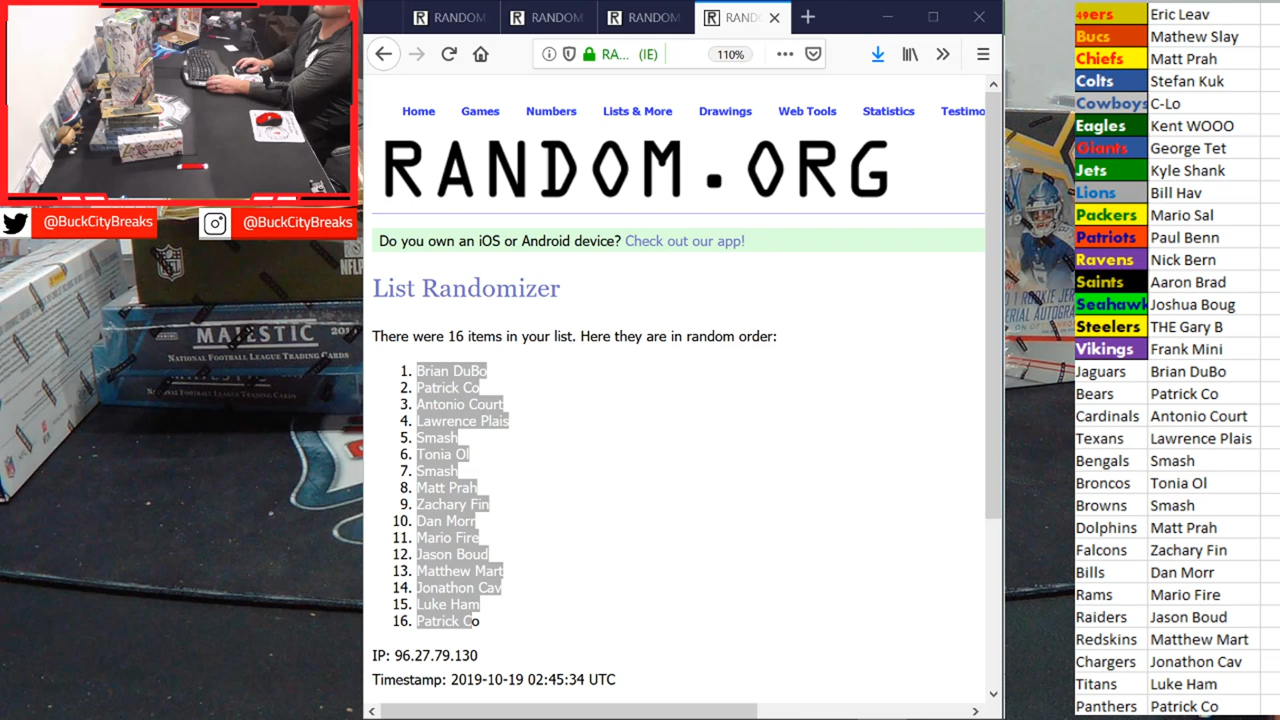 RANDOM
RANDOM
RANDOM
RAND
RA... (IE)
110%
Home Games Numbers Lists & More Drawings Web Tools Statistics Testimo
RANDOM.ORG
Do you own an iOS or Android device? Check out our app!
List Randomizer
There were 16 items in your list. Here they are in random order:
1. Brian DuBo
2. Patrick Co
3. Antonio Court
4. Lawrence Plais
5. Smash
6. Tonia Ol
7. Smash
8. Matt Prah
9. Zachary Fin
10. Dan Morr
11. Mario Fire
12. Jason Boud
13. Matthew Mart
14. Jonathon Cav
15. Luke Ham
16. Patrick Co
IP: 96.27.79.130
Timestamp: 2019-10-19 02:45:34 UTC
@BuckCityBreaks
@BuckCityBreaks
NFL
MAJESTIC 201
NATIONAL FOOTBALL LEAGUE TRADING CARDS
NATIONAL FOOTBALL LEAGUE TRADING CARDS
49ers Eric Leav
Bucs Mathew Slay
Chiefs Matt Prah
Colts Stefan Kuk
Cowboys C-Lo
Eagles Kent WOOO
Giants George Tet
Jets Kyle Shank
Lions Bill Hav
Packers Mario Sal
Patriots Paul Benn
Ravens Nick Bern
Saints Aaron Brad
Seahawk Joshua Boug
Steelers THE Gary B
Vikings Frank Mini
Jaguars Brian DuBo
Bears Patrick Co
Cardinals Antonio Court
Texans Lawrence Plais
Bengals Smash
Broncos Tonia Ol
Browns Smash
Dolphins Matt Prah
Falcons Zachary Fin
Bills Dan Morr
Rams Mario Fire
Raiders Jason Boud
Redskins Matthew Mart
Chargers Jonathon Cav
Titans Luke Ham
Panthers Patrick Co